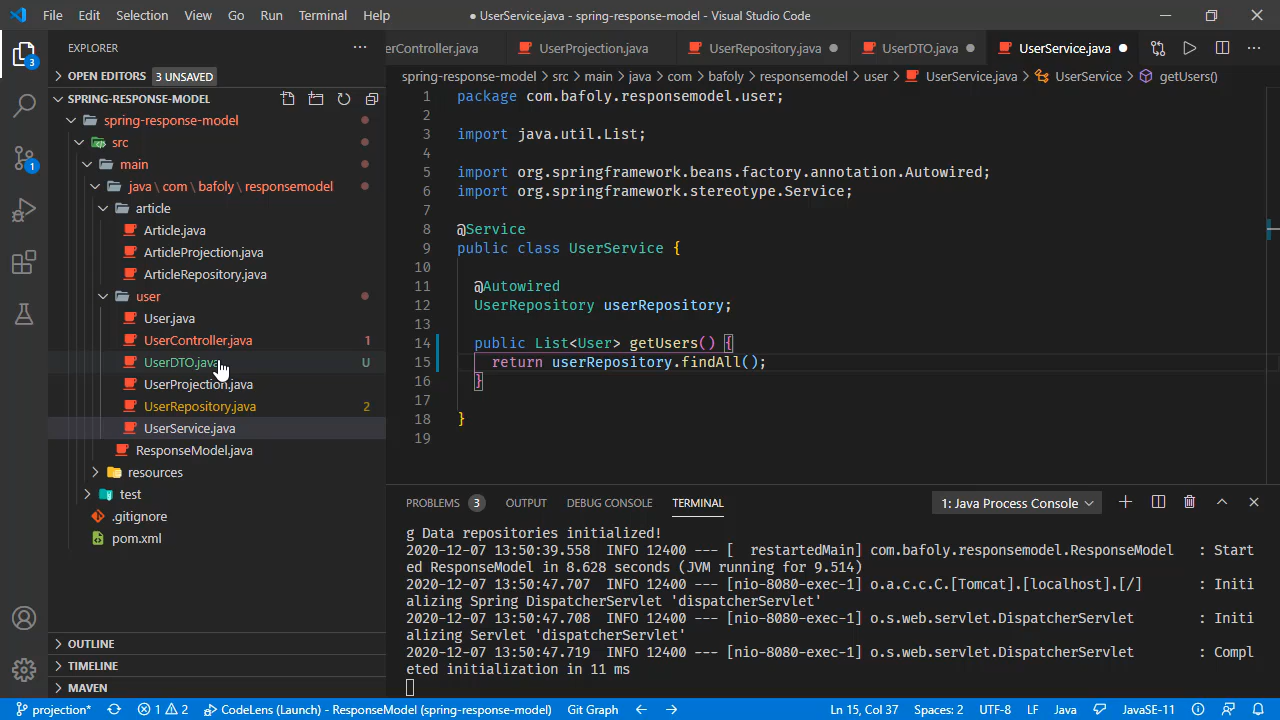 File Edit Selection View Go Run Terminal Help
● UserService.java - spring-response-model - Visual Studio Code
EXPLORER
OPEN EDITORS 3 UNSAVED
SPRING-RESPONSE-MODEL
spring-response-model
src
main
java \ com \ bafoly \ responsemodel
article
Article.java
ArticleProjection.java
ArticleRepository.java
user
User.java
UserController.java 1
UserDTO.java U
UserProjection.java
UserRepository.java 2
UserService.java
ResponseModel.java
resources
test
.gitignore
pom.xml
OUTLINE
TIMELINE
MAVEN
3
1
serController.java UserProjection.java UserRepository.java UserDTO.java UserService.java
spring-response-model > src > main > java > com > bafoly > responsemodel > user > UserService.java > UserService > getUsers()
1 package com.bafoly.responsemodel.user;
2
3 import java.util.List;
4
5 import org.springframework.beans.factory.annotation.Autowired;
6 import org.springframework.stereotype.Service;
7
8 @Service
9 public class UserService {
10
11 @Autowired
12 UserRepository userRepository;
13
14 public List<User> getUsers() {
15 return userRepository.findAll();
16 }
17
18 }
19
PROBLEMS 3 OUTPUT DEBUG CONSOLE TERMINAL 1: Java Process Console
g Data repositories initialized!
2020-12-07 13:50:39.558 INFO 12400 --- [ restartedMain] com.bafoly.responsemodel.ResponseModel : Start
ed ResponseModel in 8.628 seconds (JVM running for 9.514)
2020-12-07 13:50:47.707 INFO 12400 --- [nio-8080-exec-1] o.a.c.c.C.[Tomcat].[localhost].[/] : Initi
alizing Spring DispatcherServlet 'dispatcherServlet'
2020-12-07 13:50:47.708 INFO 12400 --- [nio-8080-exec-1] o.s.web.servlet.DispatcherServlet : Initi
alizing Servlet 'dispatcherServlet'
2020-12-07 13:50:47.719 INFO 12400 --- [nio-8080-exec-1] o.s.web.servlet.DispatcherServlet : Compl
eted initialization in 11 ms
projection* 1 2 CodeLens (Launch) - ResponseModel (spring-response-model) Git Graph Ln 15, Col 37 Spaces: 2 UTF-8 LF Java JavaSE-11